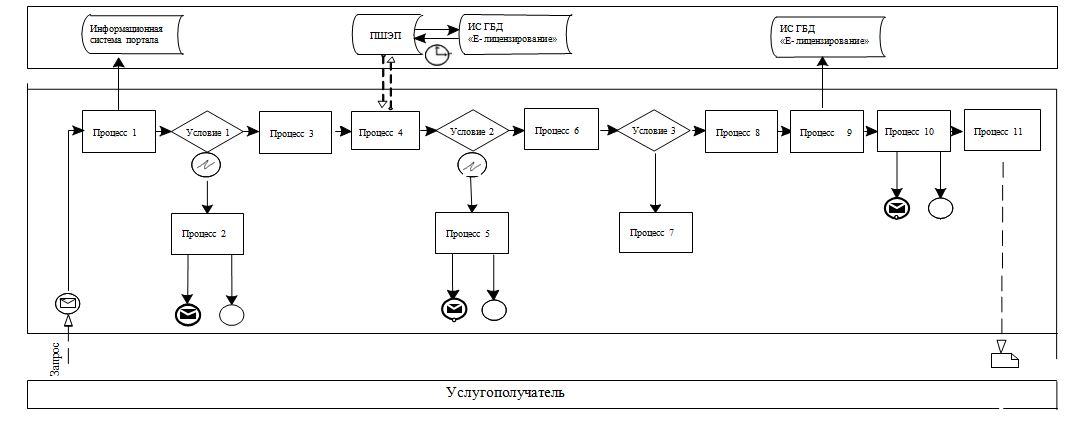 Информационная
система портала
ПШЭП
ИС ГБД
«Е- лицензирование»
ИС ГБД
«Е- лицензирование»
Процесс 1
Условие 1
Процесс 3
Процесс 4
Условие 2
Процесс 6
Условие 3
Процесс 8
Процесс 9
Процесс 10
Процесс 11
Процесс 2
Процесс 5
Процесс 7
Запрос
Услугополучатель